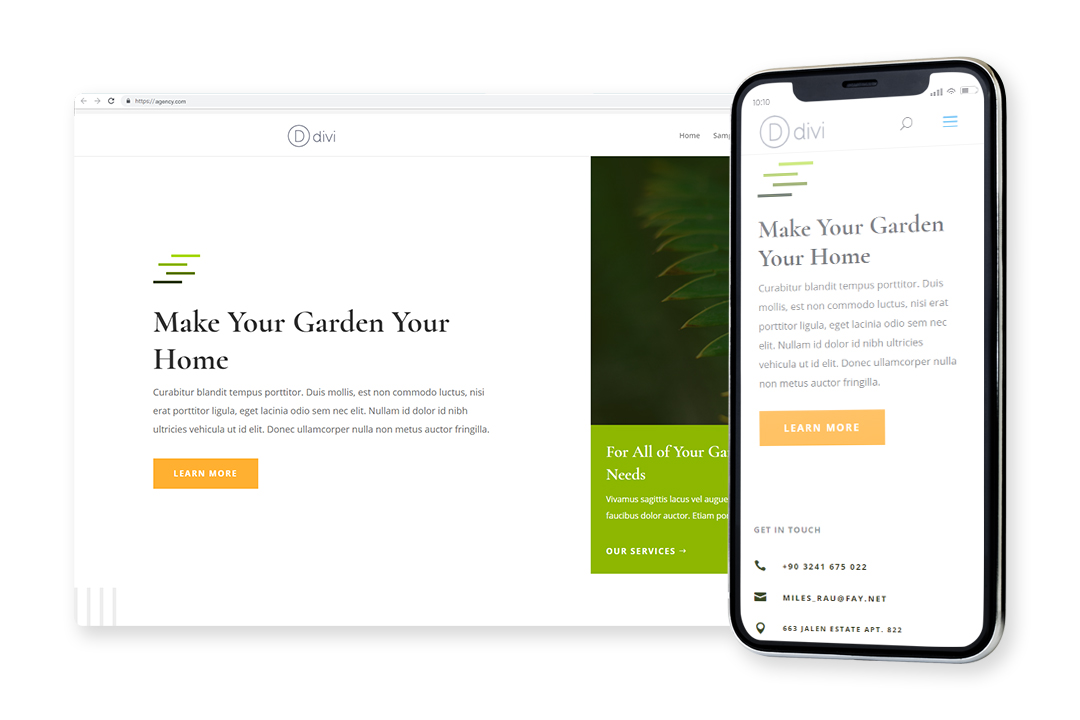 https://agency.com
D divi
Home
Make Your Garden Your
Home
Curabitur blandit tempus porttitor. Duis mollis, est non commodo luctus, nisi
erat porttitor ligula, eget lacinia odio sem nec elit. Nullam id dolor id nibh
ultricies vehicula ut id elit. Donec ullamcorper nulla non metus auctor fringilla.
LEARN MORE
For All of Your
Needs
Vivamus sagittis lacus vel augue
faucibus dolor auctor. Etiam
OUR SERVICES →
10:10
D divi
Make Your Garden
Your Home
Curabitur blandit tempus porttitor. Duis
mollis, est non commodo luctus, nisi erat
porttitor ligula, eget lacinia odio sem nec
elit. Nullam id dolor id nibh ultricies
vehicula ut id elit. Donec ullamcorper nulla
non metus auctor fringilla.
LEARN MORE
GET IN TOUCH
+90 3241 675 022
MILES_RAU@FAY.NET
663 JALEN ESTATE APT. 822